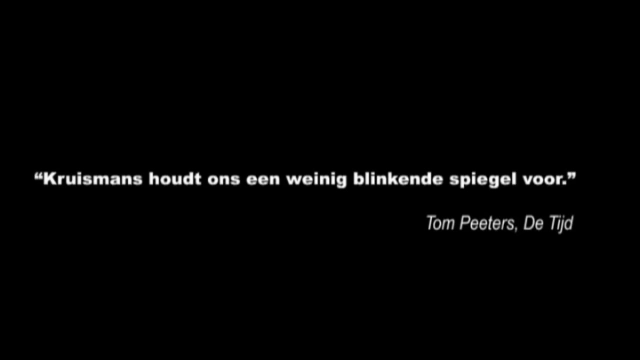 “Kruismans houdt ons een weinig blinkende spiegel voor.”
Tom Peeters, De Tijd